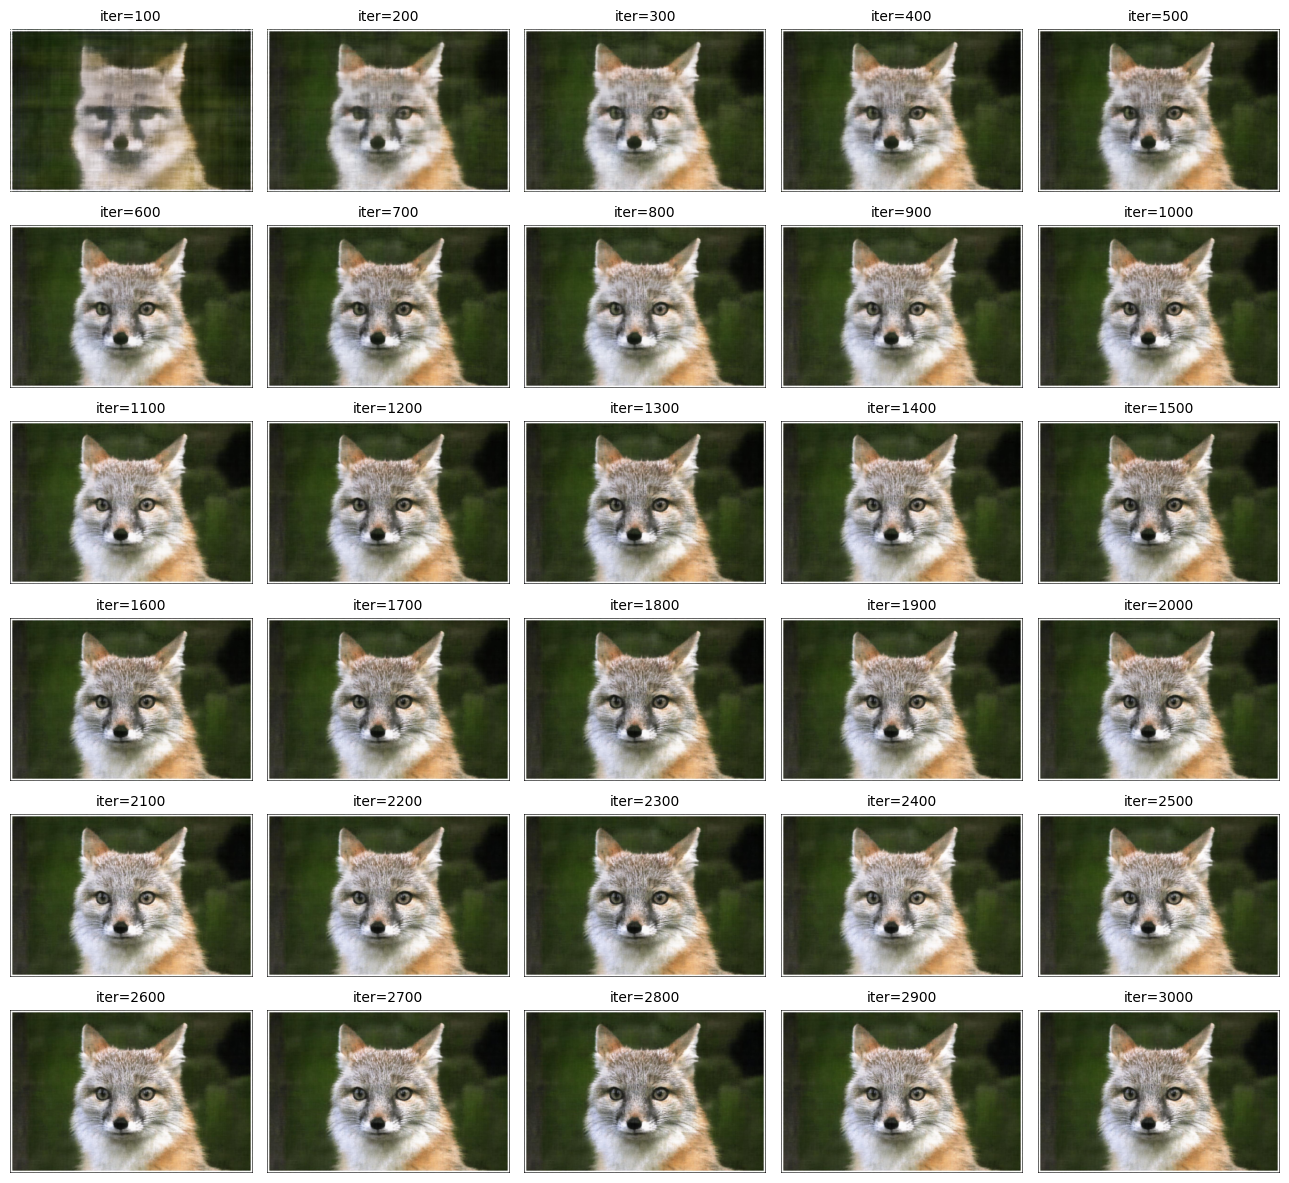 iter=100 iter=200 iter=300 iter=400 iter=500
iter=600 iter=700 iter=800 iter=900 iter=1000
iter=1100 iter=1200 iter=1300 iter=1400 iter=1500
iter=1600 iter=1700 iter=1800 iter=1900 iter=2000
iter=2100 iter=2200 iter=2300 iter=2400 iter=2500
iter=2600 iter=2700 iter=2800 iter=2900 iter=3000